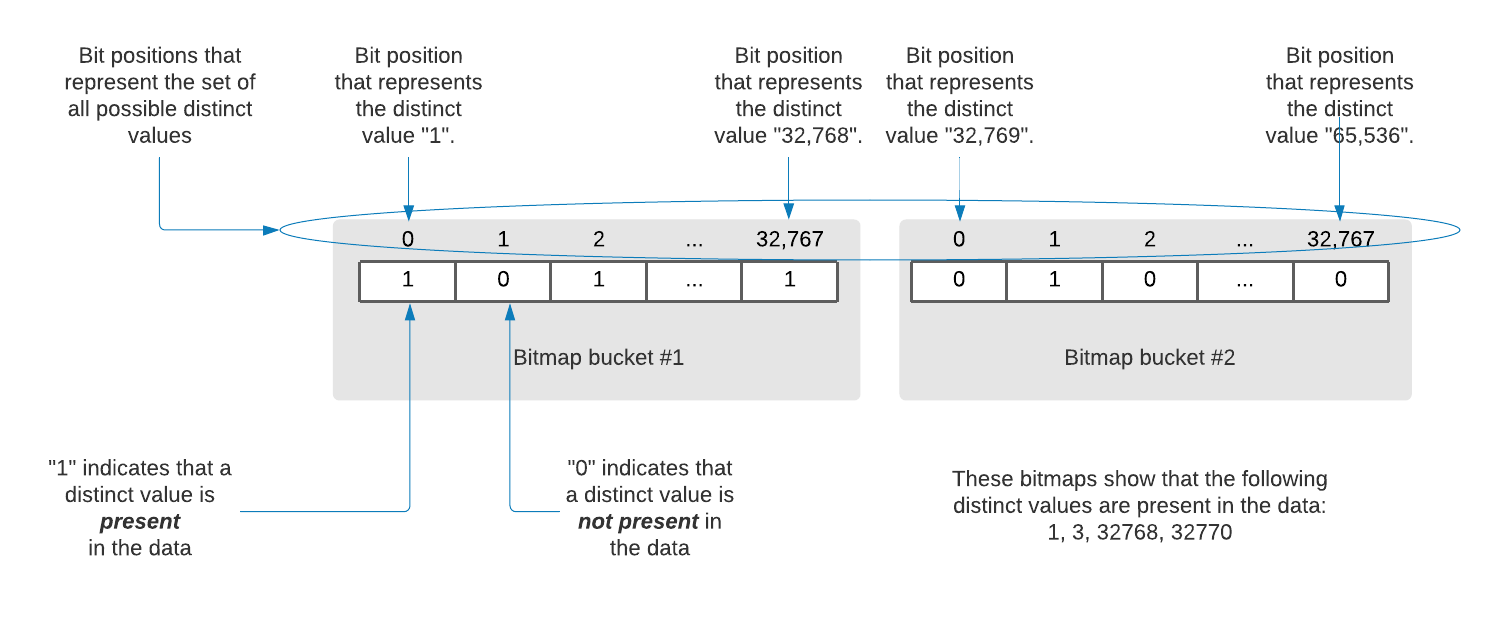 Bit positions that
represent the set of
all possible distinct
values
Bit position
that represents
the distinct
value "1".
Bit position
that represents
the distinct
value "32,768".
Bit position
that represents
the distinct
value "32,769".
Bit position
that represents
the distinct
value "65,536".
0 1 2 ... 32,767
1 0 1 ... 1
Bitmap bucket #1
0 1 2 ... 32,767
0 1 0 ... 0
Bitmap bucket #2
"1" indicates that a
distinct value is
present
in the data
"0" indicates that
a distinct value is
not present in
the data
These bitmaps show that the following
distinct values are present in the data:
1, 3, 32768, 32770